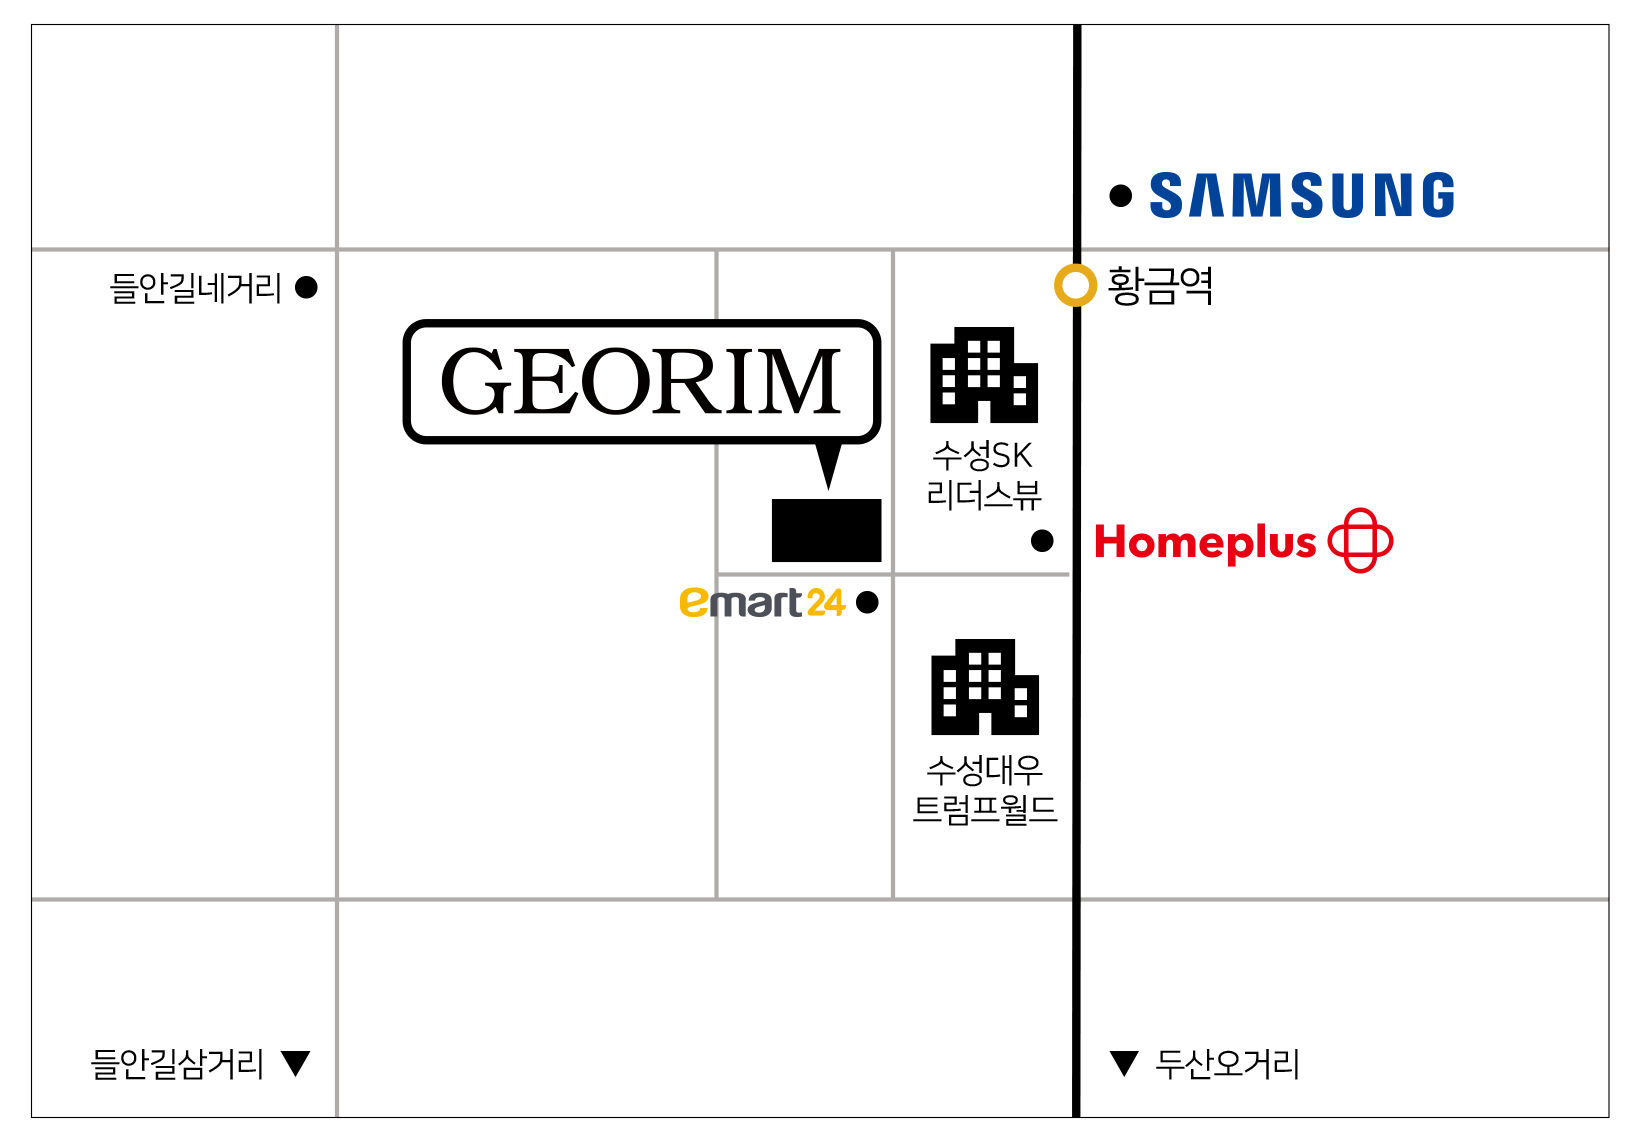 SAMSUNG
들안길네거리
황금역
GEORIM
수성SK
리더스뷰
Homeplus
emart24
수성대우
트럼프월드
들안길삼거리
두산오거리